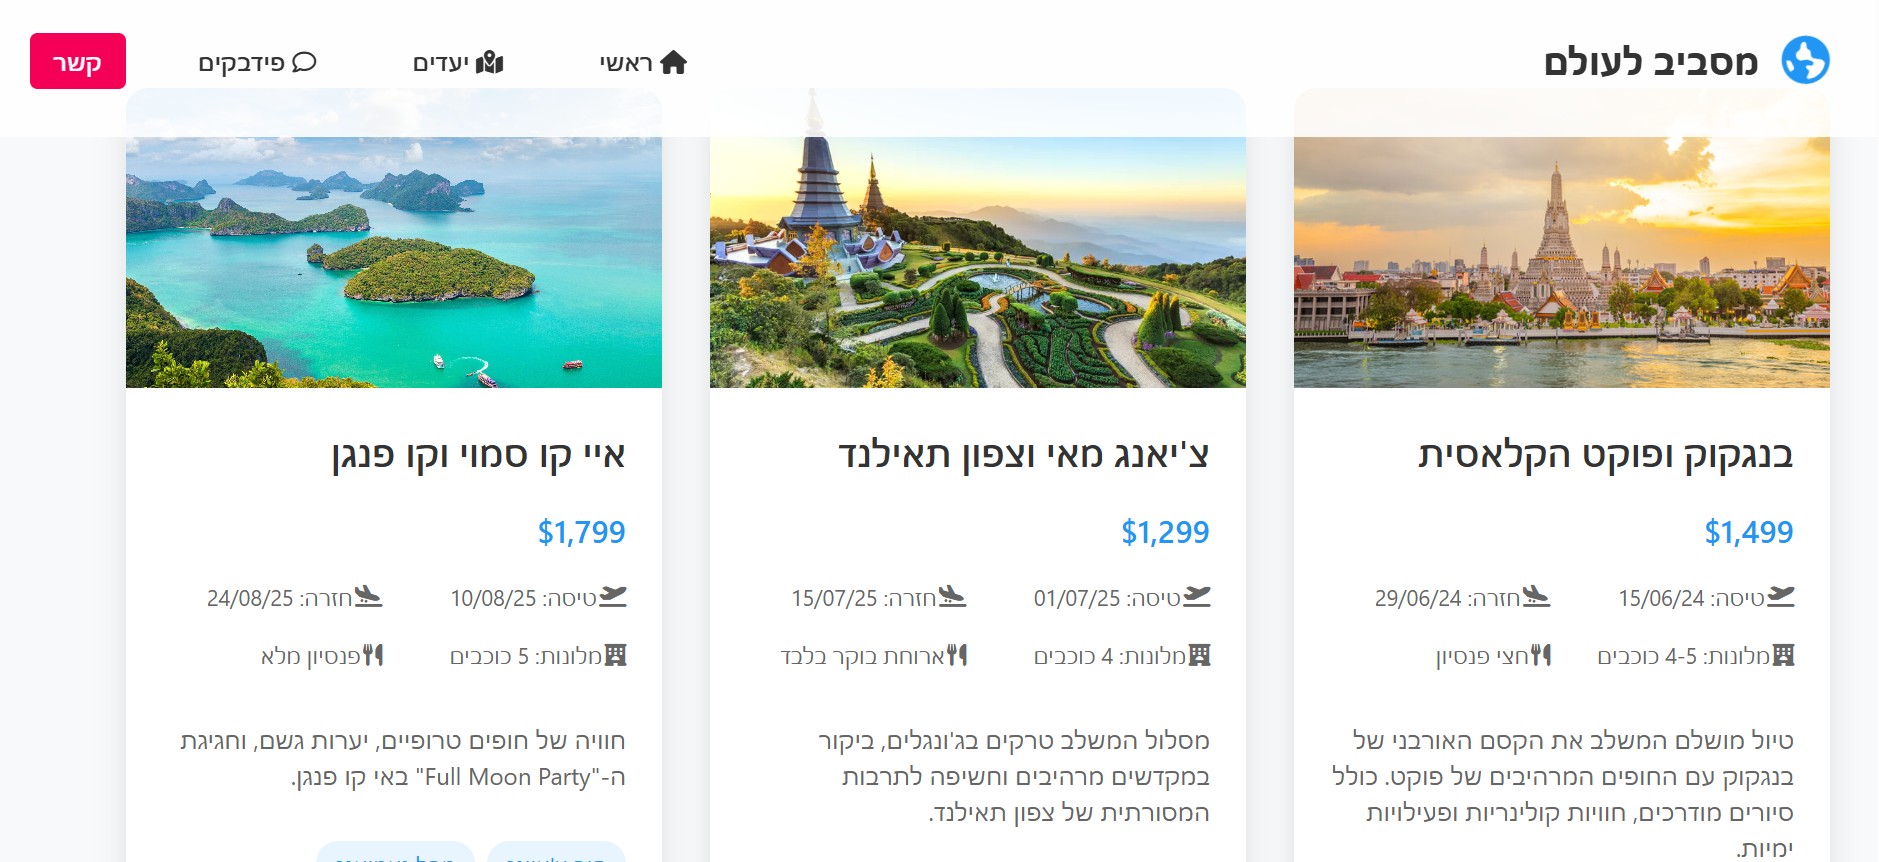 מסביב לעולם
ראשי
יעדים
פידבקים
קשר
בנגקוק ופוקט הקלאסית
$1,499
טיסה: 15/06/24
חזרה: 29/06/24
מלונות: 4-5 כוכבים
חצי פנסיון
טיול מושלם המשלב את הקסם האורבני של
בנגקוק עם החופים המרהיבים של פוקט. כולל
סיורים מודרכים, חוויות קולינריות ופעילויות
ימיות.
צ'יאנג מאי וצפון תאילנד
$1,299
טיסה: 01/07/25
חזרה: 15/07/25
מלונות: 4 כוכבים
ארוחת בוקר בלבד
מסלול המשלב טרקים בג'ונגלים, ביקור
במקדשים מרהיבים וחשיפה לתרבות
המסורתית של צפון תאילנד.
איי קו סמוי וקו פנגן
$1,799
טיסה: 10/08/25
חזרה: 24/08/25
מלונות: 5 כוכבים
פנסיון מלא
חוויה של חופים טרופיים, יערות גשם, וחגיגת
ה-"Full Moon Party" באי קו פנגן.